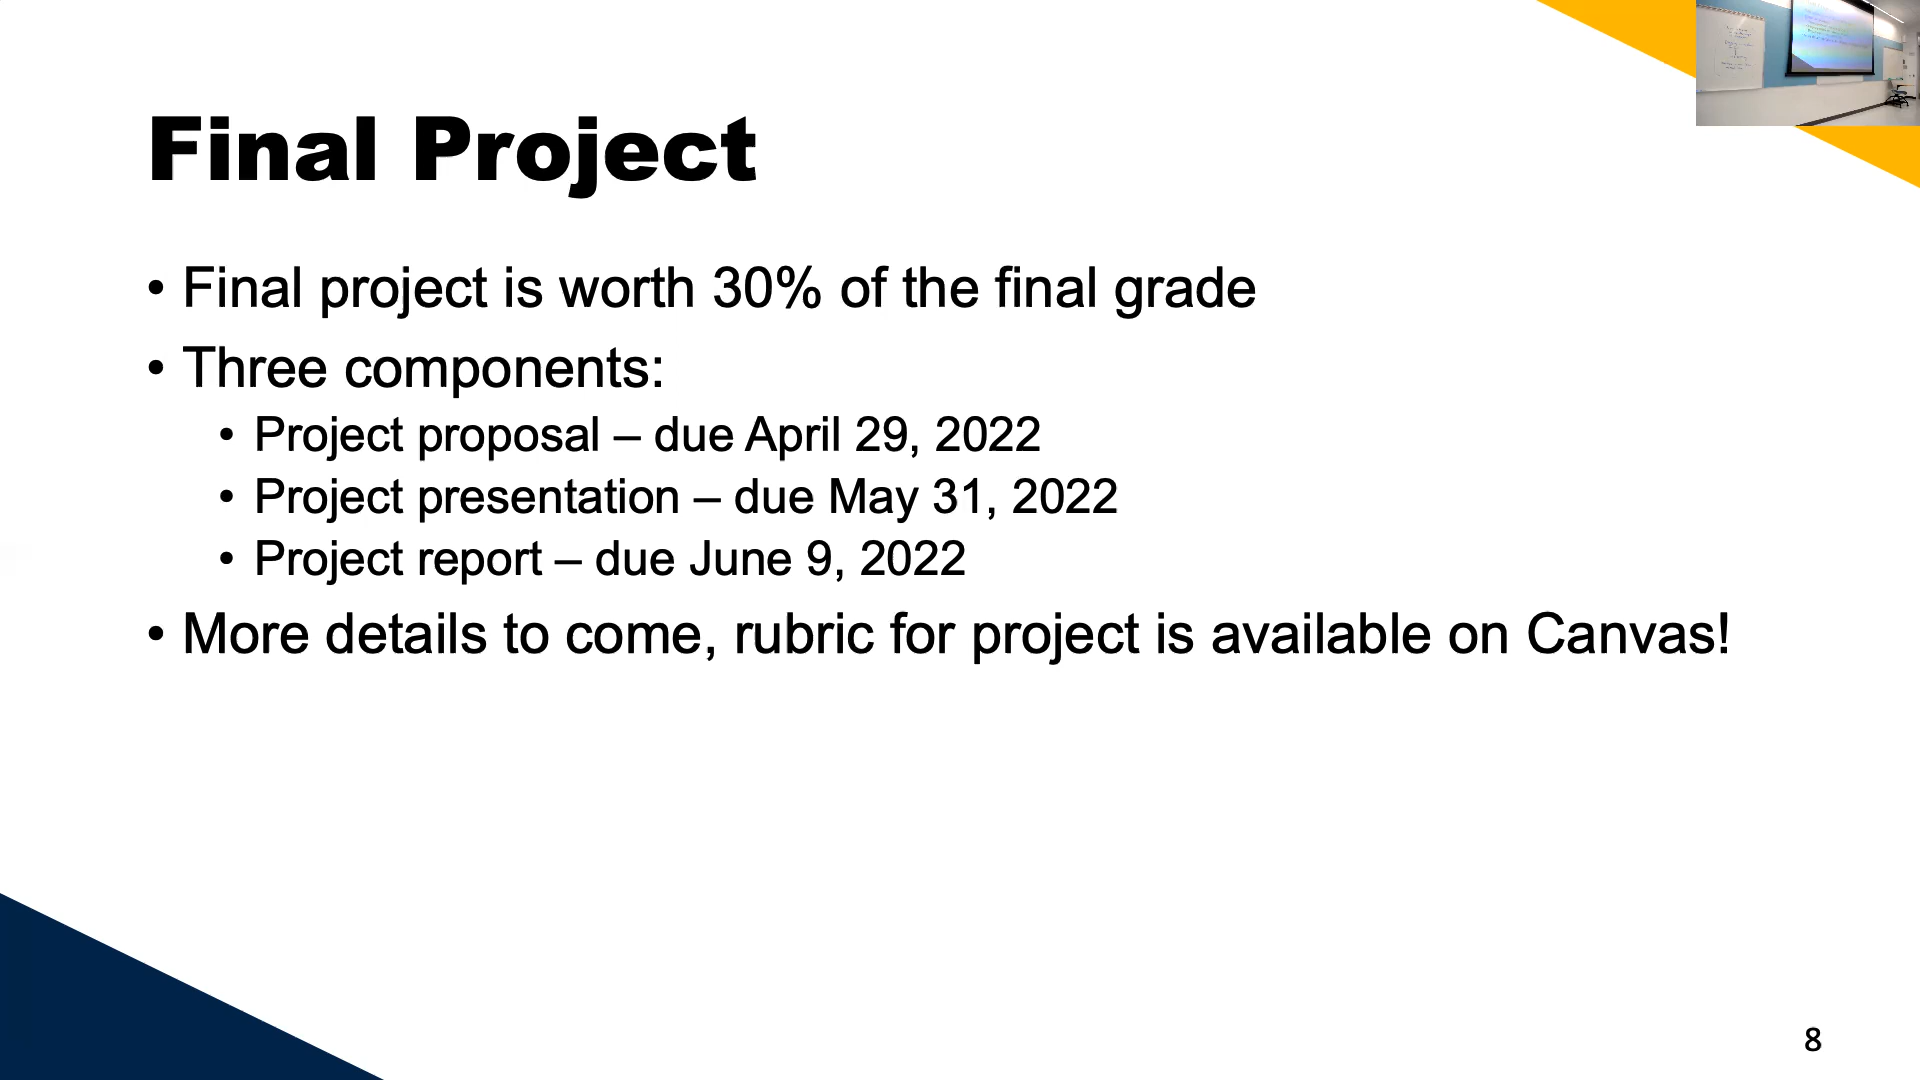 Final Project
• Final project is worth 30% of the final grade
• Three components:
• Project proposal – due April 29, 2022
• Project presentation – due May 31, 2022
• Project report – due June 9, 2022
• More details to come, rubric for project is available on Canvas!
8